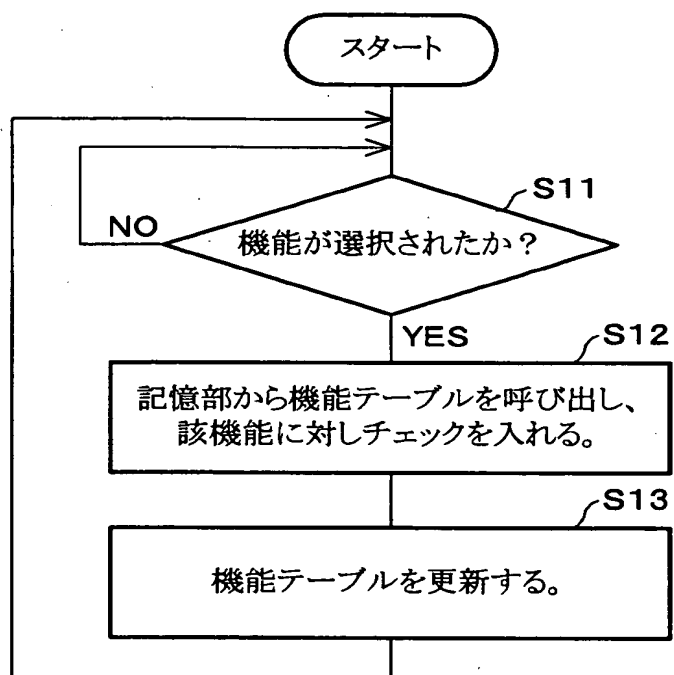 スタート
S11
NO
機能が選択されたか?
YES
S12
記憶部から機能テーブルを呼び出し、
該機能に対しチェックを入れる。
S13
機能テーブルを更新する。